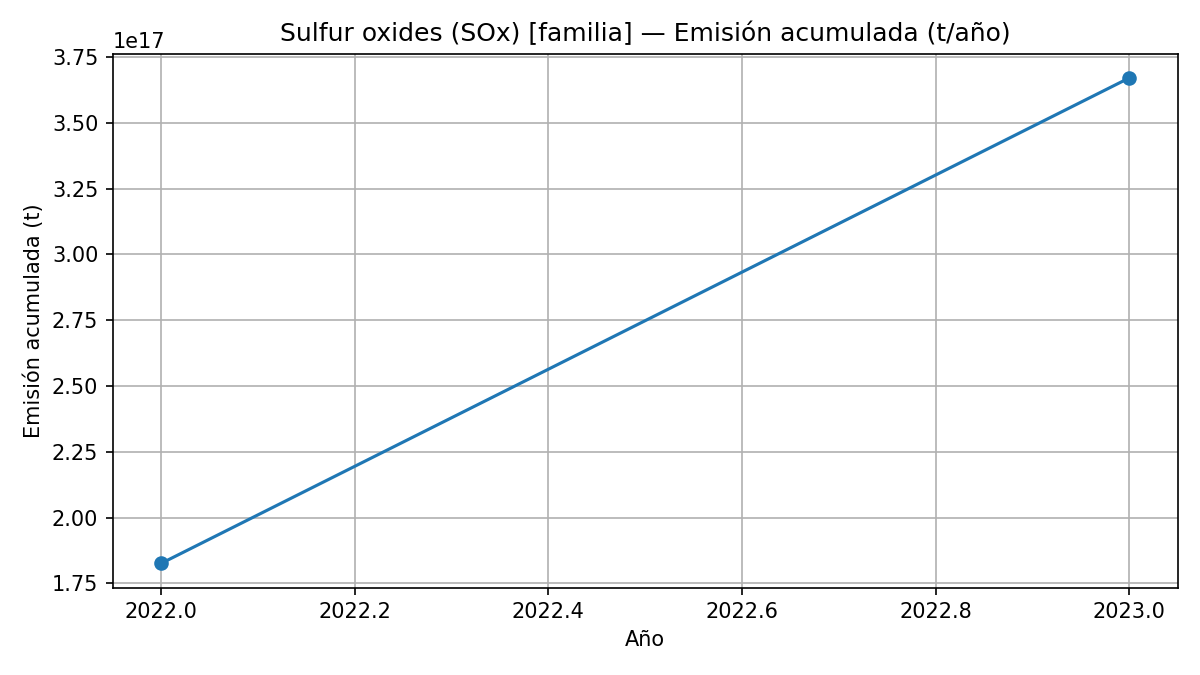 Sulfur oxides (SOx) [familia] — Emisión acumulada (t/año)
1e17
3.75
3.50
3.25
3.00
2.75
2.50
2.25
2.00
1.75
Emisión acumulada (t)
2022.0 2022.2 2022.4 2022.6 2022.8 2023.0
Año